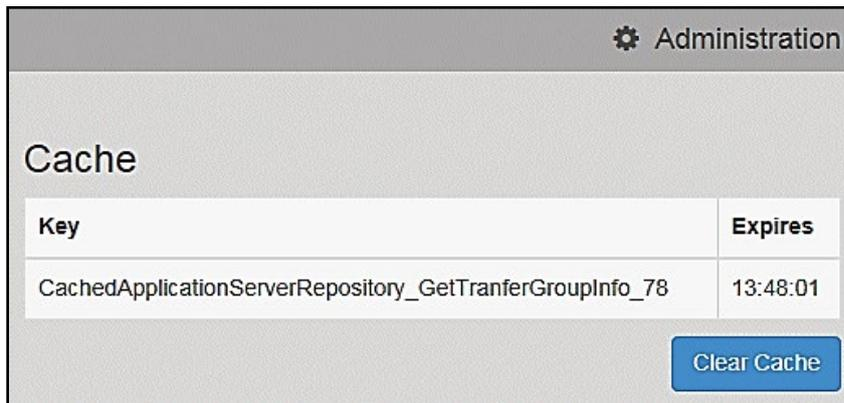 Administration
Cache
Key Expires
CachedApplicationServerRepository_GetTranferGroupInfo_78 13:48:01
Clear Cache